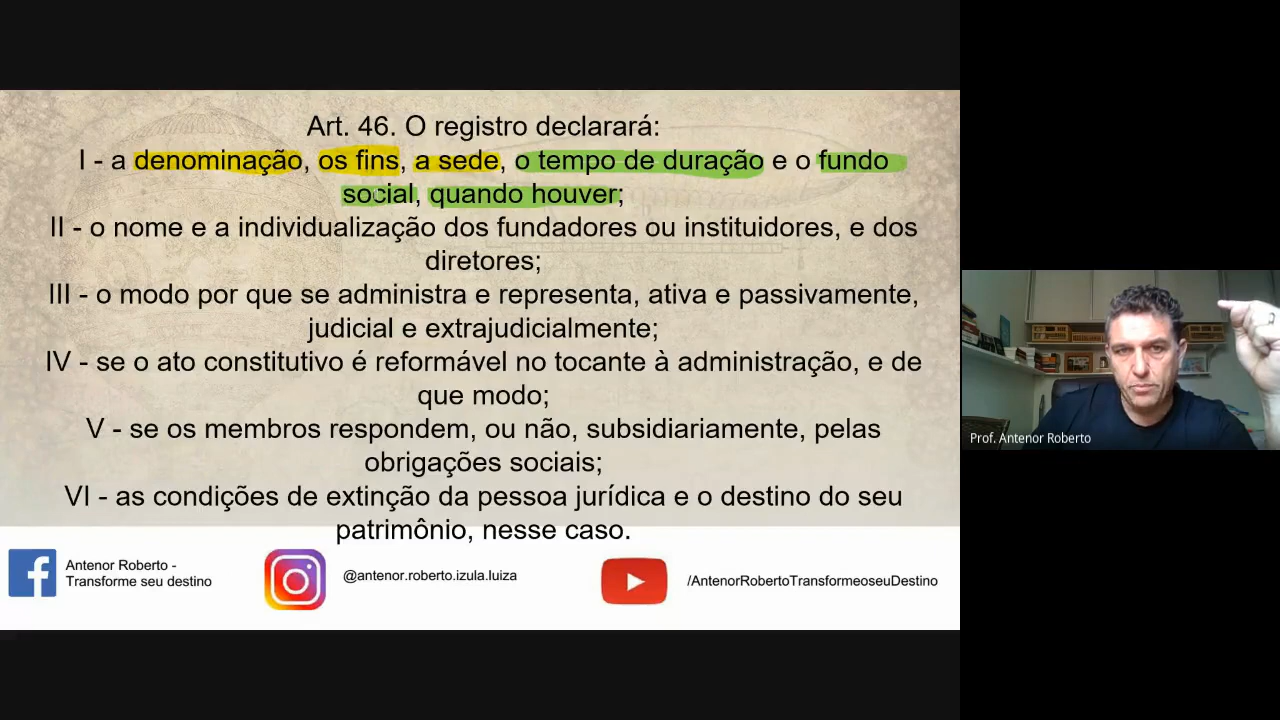 Art. 46. O registro declarará:
I - a denominação, os fins, a sede, o tempo de duração e o fundo
social, quando houver;
II - o nome e a individualização dos fundadores ou instituidores, e dos
diretores;
III - o modo por que se administra e representa, ativa e passivamente,
judicial e extrajudicialmente;
IV - se o ato constitutivo é reformável no tocante à administração, e de
que modo;
V - se os membros respondem, ou não, subsidiariamente, pelas
obrigações sociais;
VI - as condições de extinção da pessoa jurídica e o destino do seu
patrimônio, nesse caso.
Antenor Roberto -
Transforme seu destino
@antenor.roberto.izula.luiza
/AntenorRobertoTransformeoseuDestino
Prof. Antenor Roberto